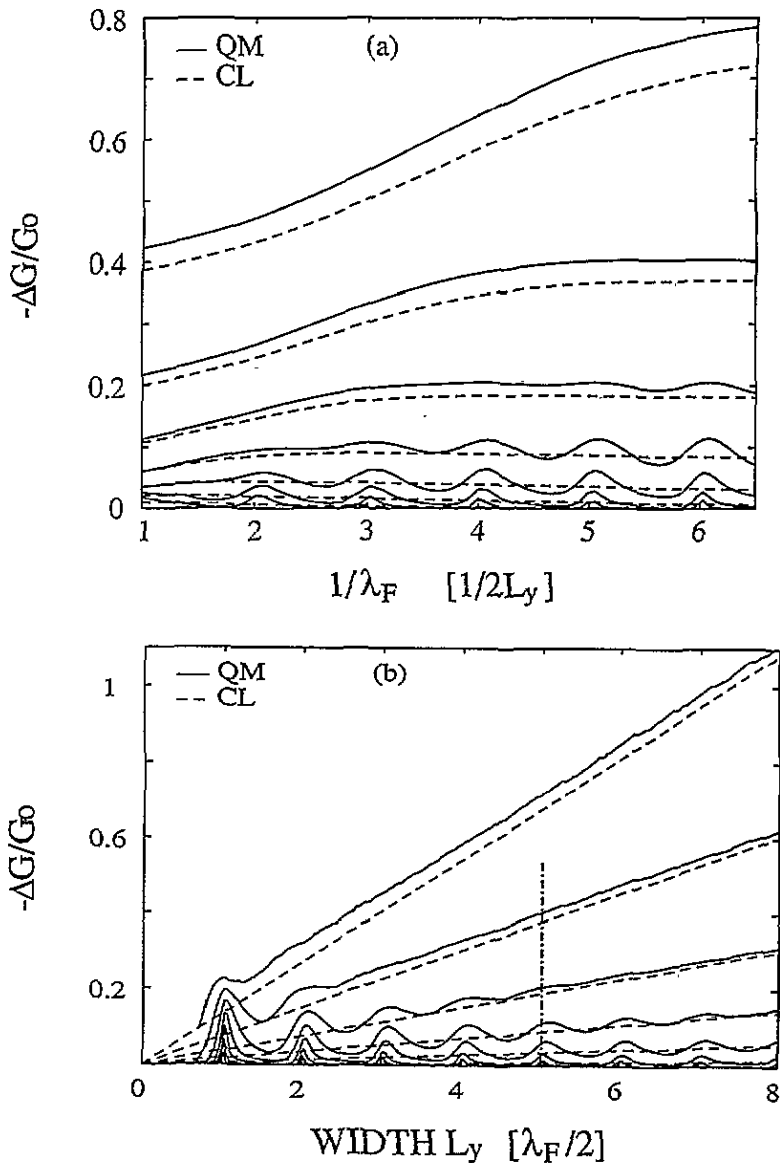 0.8
QM (a)
CL
0.6
0.4
0.2
0
-ΔG/Go
1 2 3 4 5 6
1/λF [1/2Ly]
QM (b)
CL
1
0.6
0.2
-ΔG/Go
0 2 4 6 8
WIDTH Ly [λF/2]